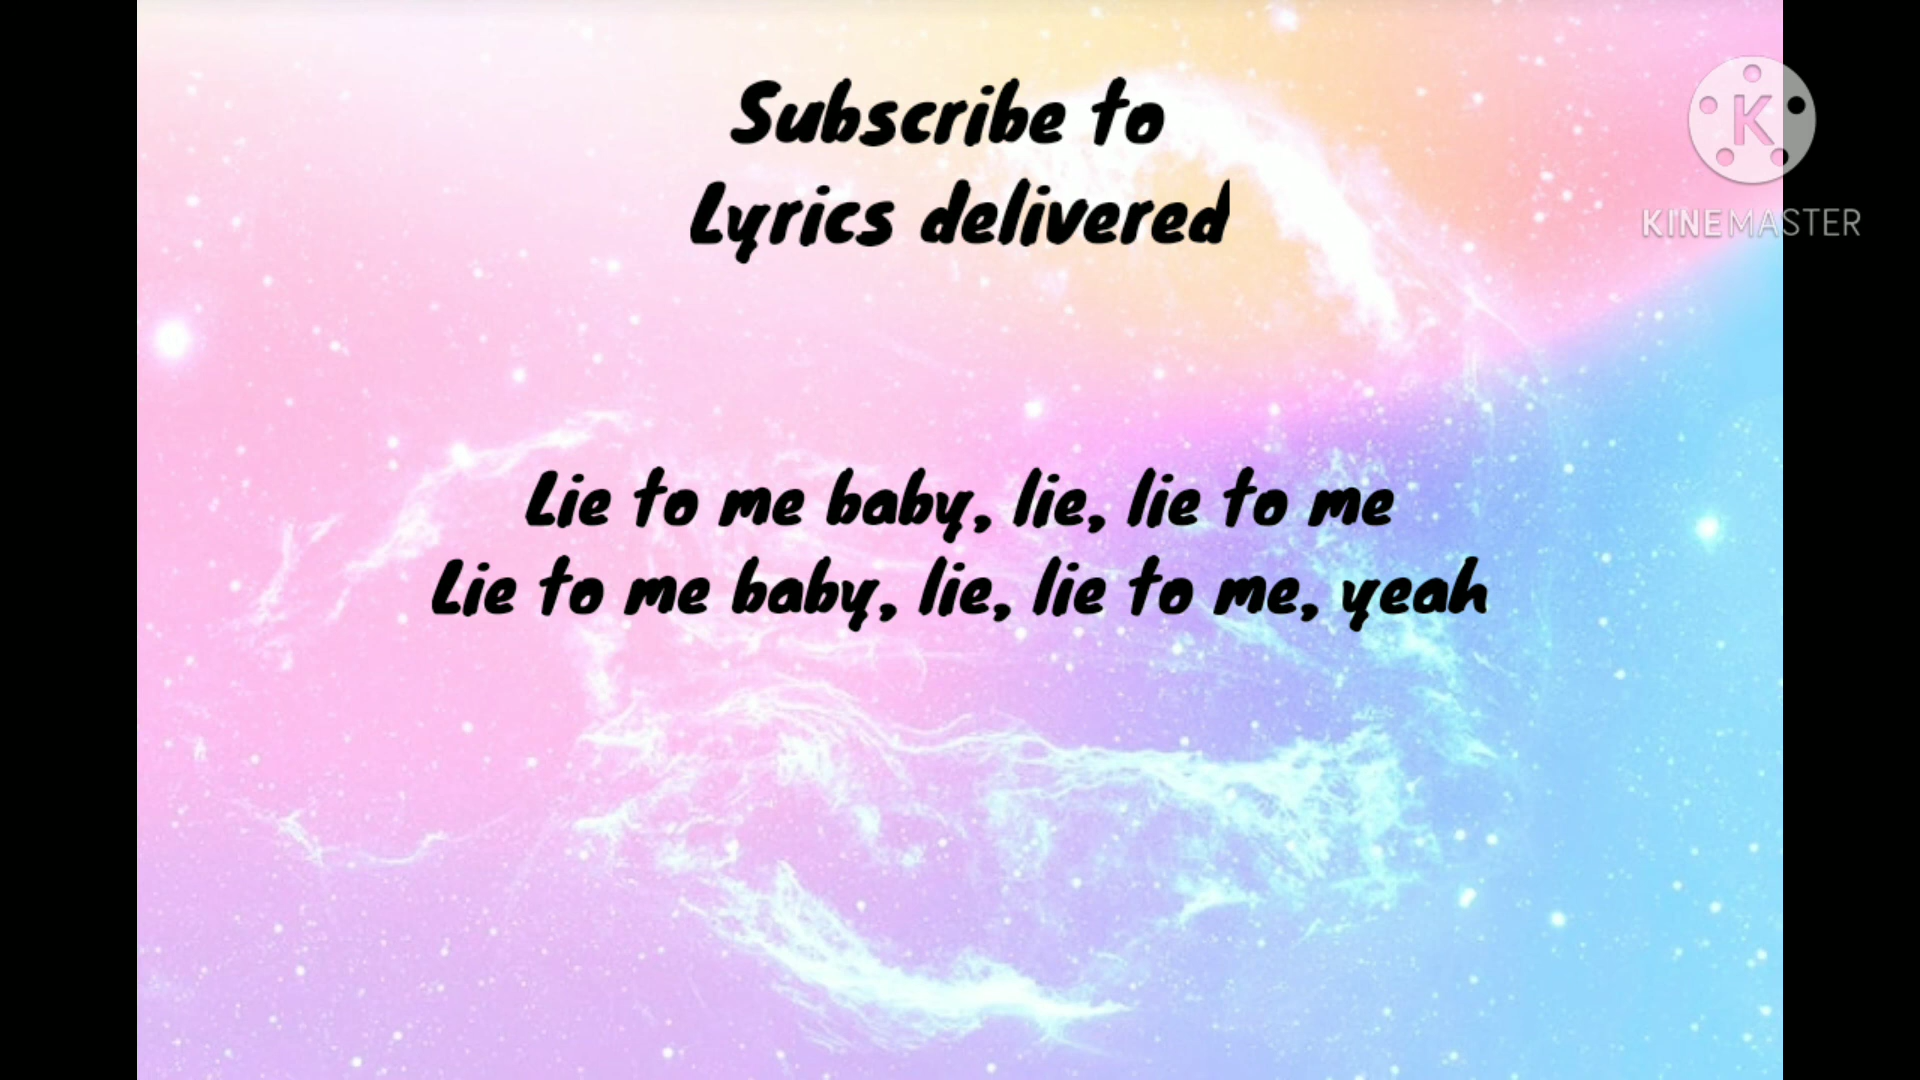 Subscribe to
Lyrics delivered
K
KINEMASTER
Lie to me baby, lie, lie to me
Lie to me baby, lie, lie to me, yeah